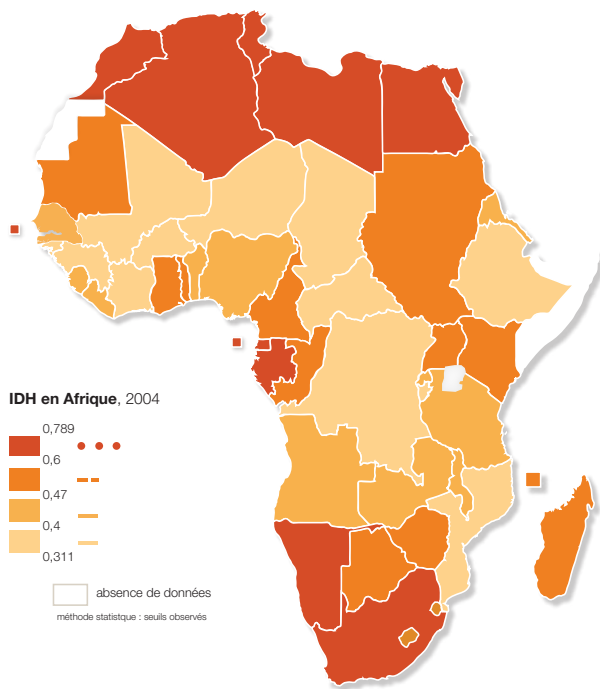 IDH en Afrique, 2004
0,789
0,6
0,47
0,4
0,311
absence de données
méthode statistque : seuils observés